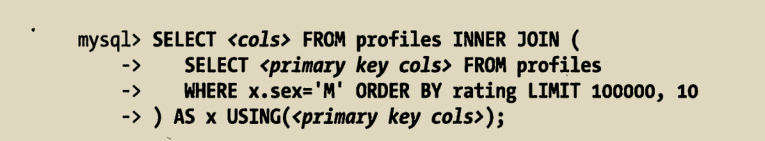 mysql> SELECT <cols> FROM profiles INNER JOIN (
-> SELECT <primary key cols> FROM profiles
-> WHERE x.sex='M' ORDER BY rating LIMIT 100000, 10
-> ) AS x USING(<primary key cols>);